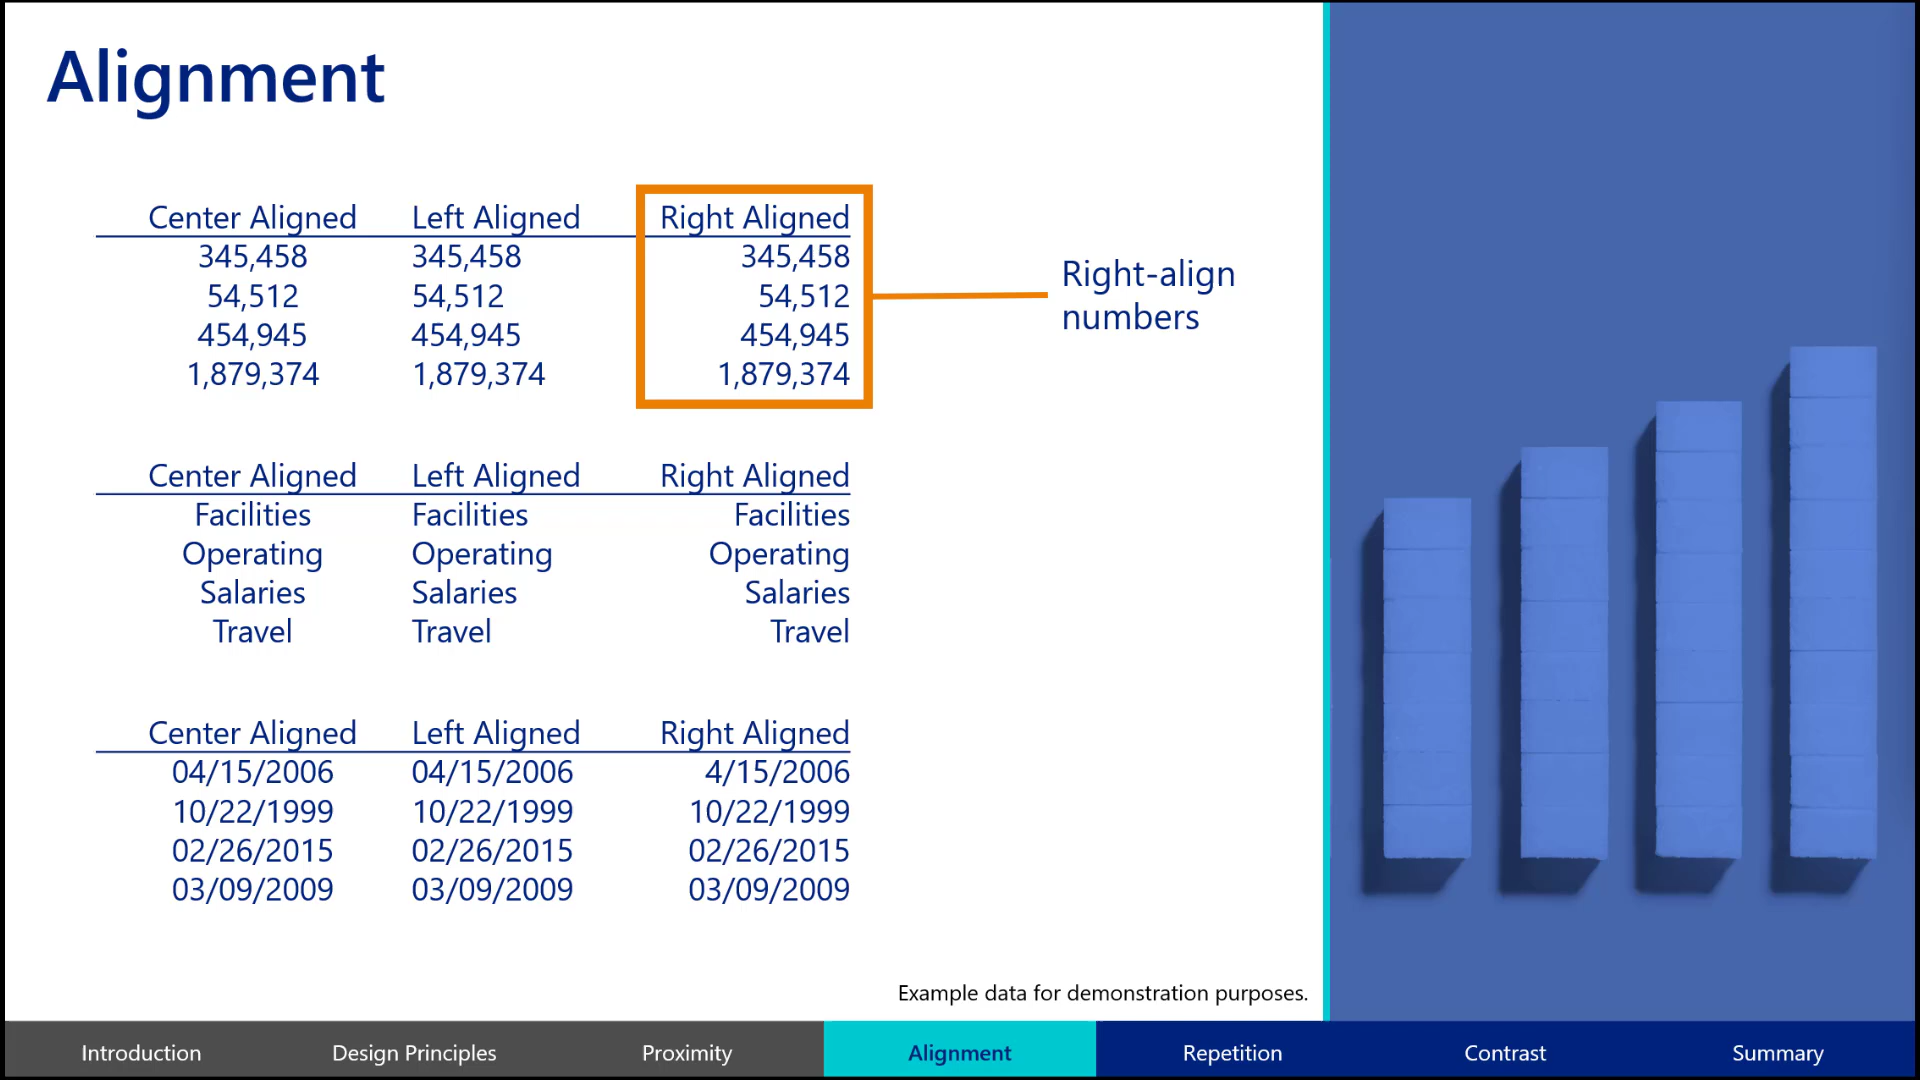 Alignment
Center Aligned Left Aligned Right Aligned
345,458 345,458 345,458
54,512 54,512 54,512
454,945 454,945 454,945
1,879,374 1,879,374 1,879,374
Right-align
numbers
Center Aligned Left Aligned Right Aligned
Facilities Facilities Facilities
Operating Operating Operating
Salaries Salaries Salaries
Travel Travel Travel
Center Aligned Left Aligned Right Aligned
04/15/2006 04/15/2006 4/15/2006
10/22/1999 10/22/1999 10/22/1999
02/26/2015 02/26/2015 02/26/2015
03/09/2009 03/09/2009 03/09/2009
Example data for demonstration purposes.
Introduction Design Principles Proximity Alignment Repetition Contrast Summary